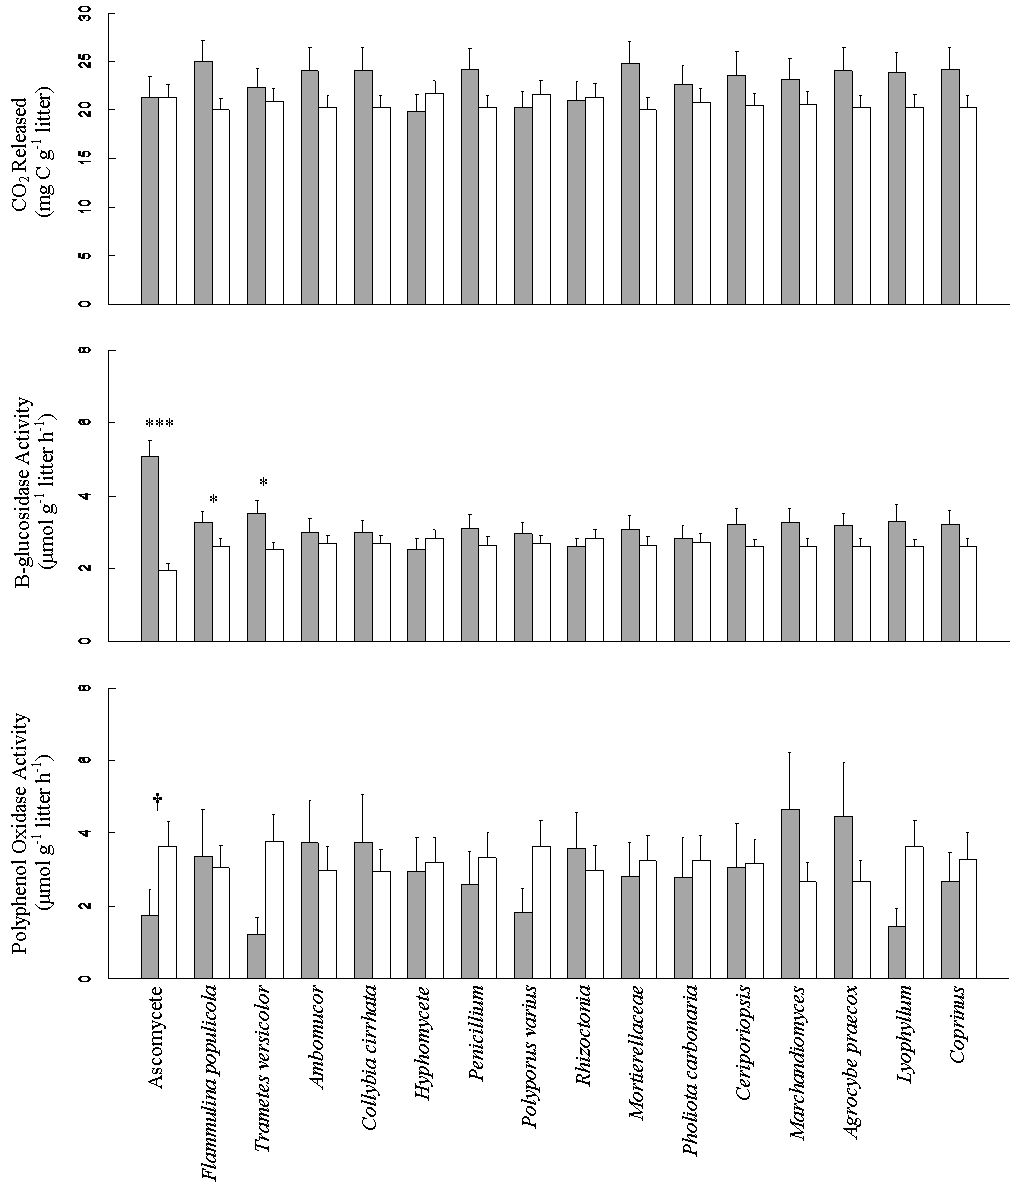 CO2 Released
(mg C g-1 litter)
30
25
20
15
10
5
0
B-glucosidase Activity
(μmol g-1 litter h-1)
8
6
4
2
0
***
*
*
Polyphenol Oxidase Activity
(μmol g-1 litter h-1)
8
6
4
2
0
†
Ascomycete
Flammulina populicola
Trametes versicolor
Ambomucor
Collybia cirrhata
Hyphomycete
Penicillium
Polyporus varius
Rhizoctonia
Mortierellaceae
Pholiota carbonaria
Ceriporiopsis
Marchandiomyces
Agrocybe praecox
Lyophyllum
Coprinus